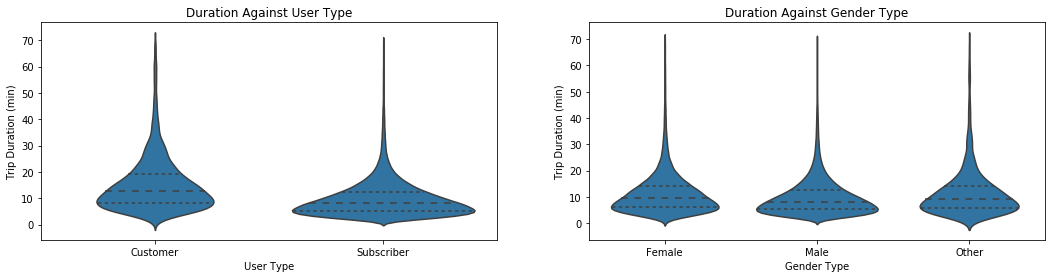 Duration Against User Type
Trip Duration (min)
70
60
50
40
30
20
10
0
Customer
Subscriber
User Type
Duration Against Gender Type
Trip Duration (min)
70
60
50
40
30
20
10
0
Female
Male
Other
Gender Type